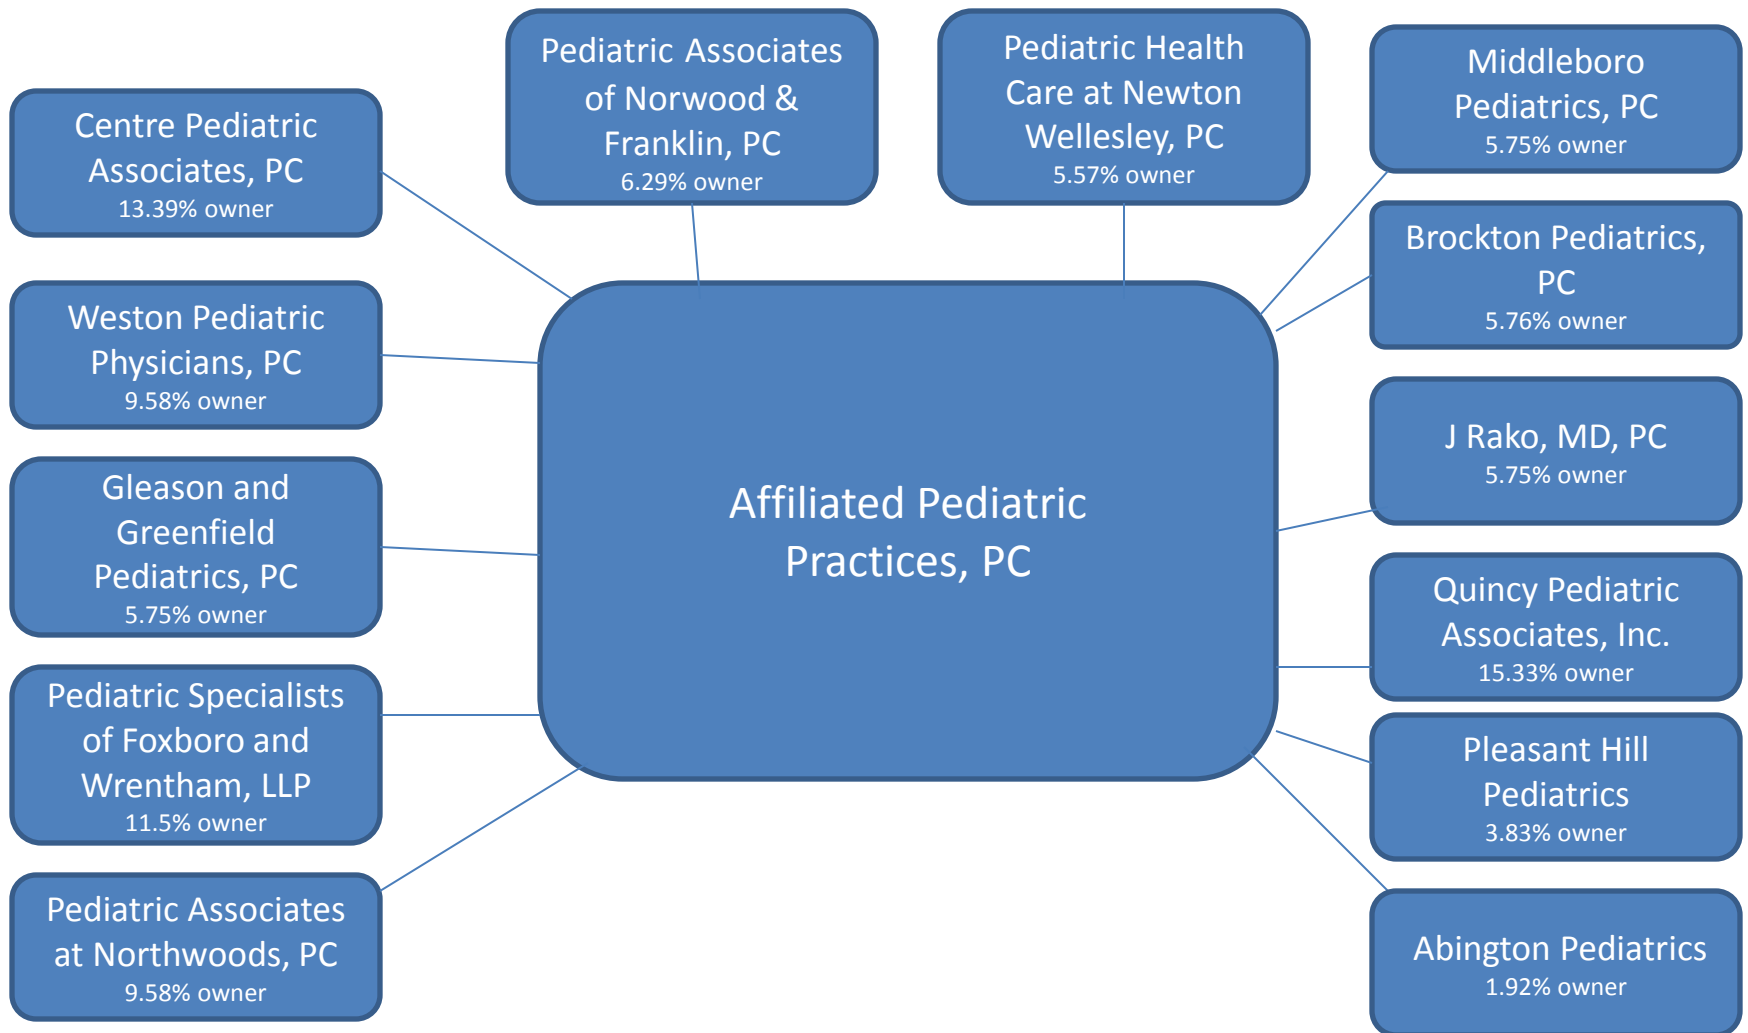 Pediatric Associates
of Norwood &
Franklin, PC
6.29% owner
Pediatric Health
Care at Newton
Wellesley, PC
5.57% owner
Middleboro
Pediatrics, PC
5.75% owner
Centre Pediatric
Associates, PC
13.39% owner
Brockton Pediatrics,
PC
5.76% owner
Weston Pediatric
Physicians, PC
9.58% owner
J Rako, MD, PC
5.75% owner
Gleason and
Greenfield
Pediatrics, PC
5.75% owner
Affiliated Pediatric
Practices, PC
Quincy Pediatric
Associates, Inc.
15.33% owner
Pediatric Specialists
of Foxboro and
Wrentham, LLP
11.5% owner
Pleasant Hill
Pediatrics
3.83% owner
Pediatric Associates
at Northwoods, PC
9.58% owner
Abington Pediatrics
1.92% owner